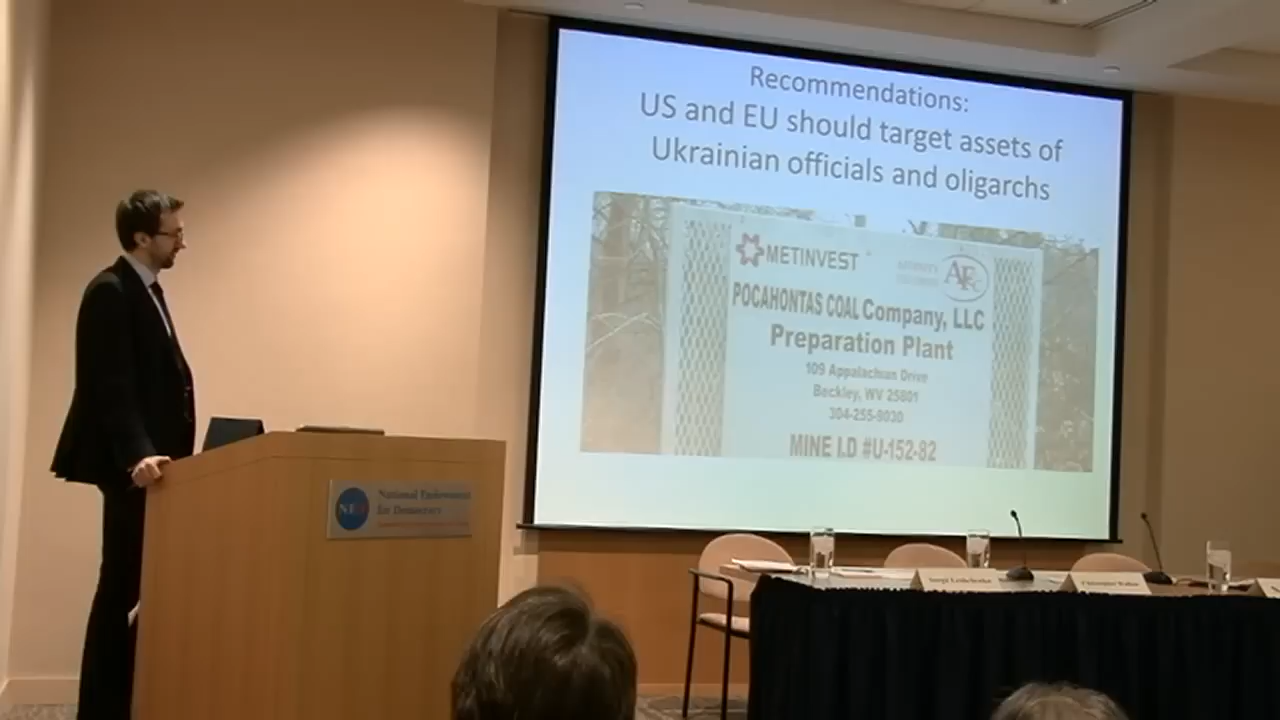 Recommendations:
US and EU should target assets of
Ukrainian officials and oligarchs
METINVEST
POCAHONTAS COAL Company, LLC
Preparation Plant
109 Appalachian Drive
Beckley, WV 25801
304-255-9030
MINE I.D #U-152-82
National Endowment
for Democracy